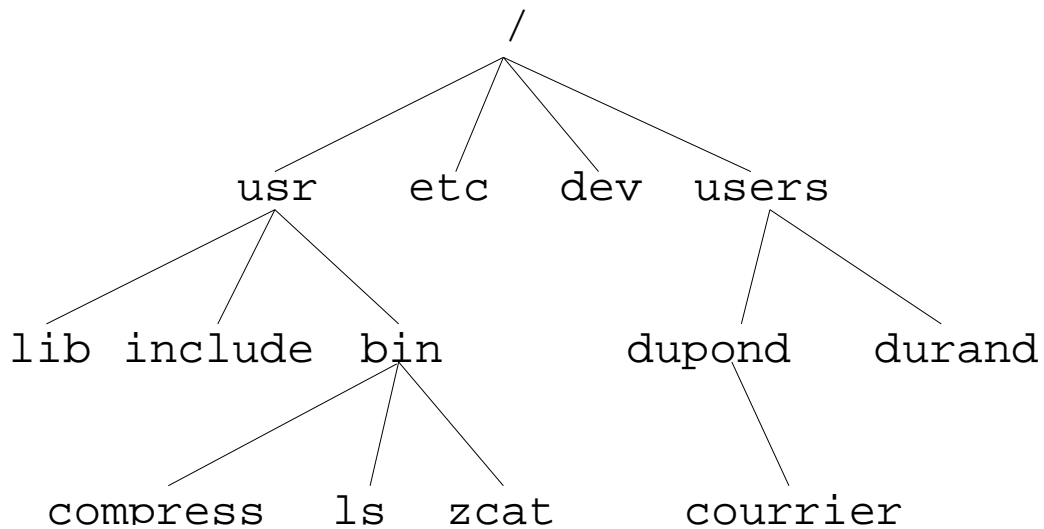 /
usr etc dev users
lib include bin dupond durand
compress ls zcat courrier